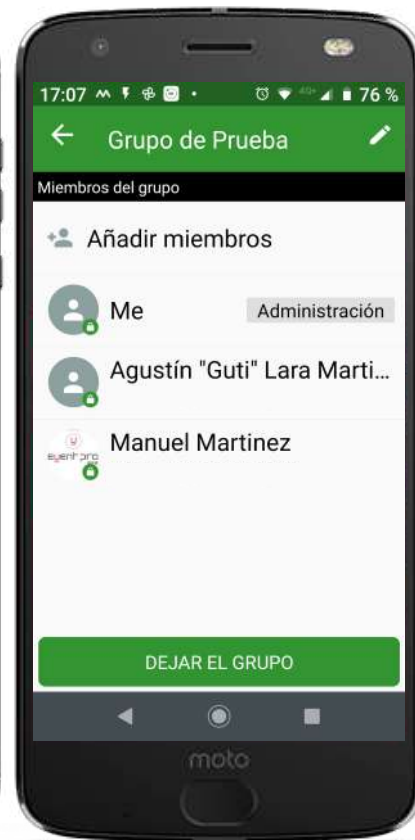 17:07
76 %
Grupo de Prueba
Miembros del grupo
Añadir miembros
Me
Administración
Agustín "Guti" Lara Marti...
Manuel Martinez
DEJAR EL GRUPO
moto